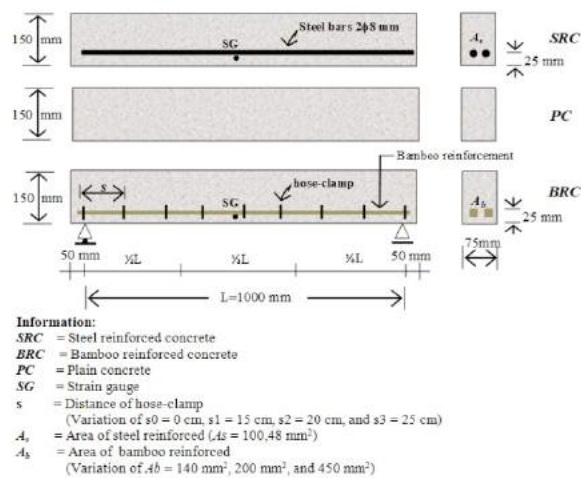 Steel bars 2ϕ8 mm
150 mm
SG
As
SRC
25 mm
150 mm
PC
Bamboo reinforcement
150 mm
s
SG
hose-clamp
Ab
BRC
25 mm
75mm
50 mm
⅓L
⅓L
⅓L
50 mm
L=1000 mm
Information:
SRC = Steel reinforced concrete
BRC = Bamboo reinforced concrete
PC = Plain concrete
SG = Strain gauge
s = Distance of hose-clamp
(Variation of s0 = 0 cm, s1 = 15 cm, s2 = 20 cm, and s3 = 25 cm)
As = Area of steel reinforced (As = 100,48 mm²)
Ab = Area of bamboo reinforced
(Variation of Ab = 140 mm², 200 mm², and 450 mm²)